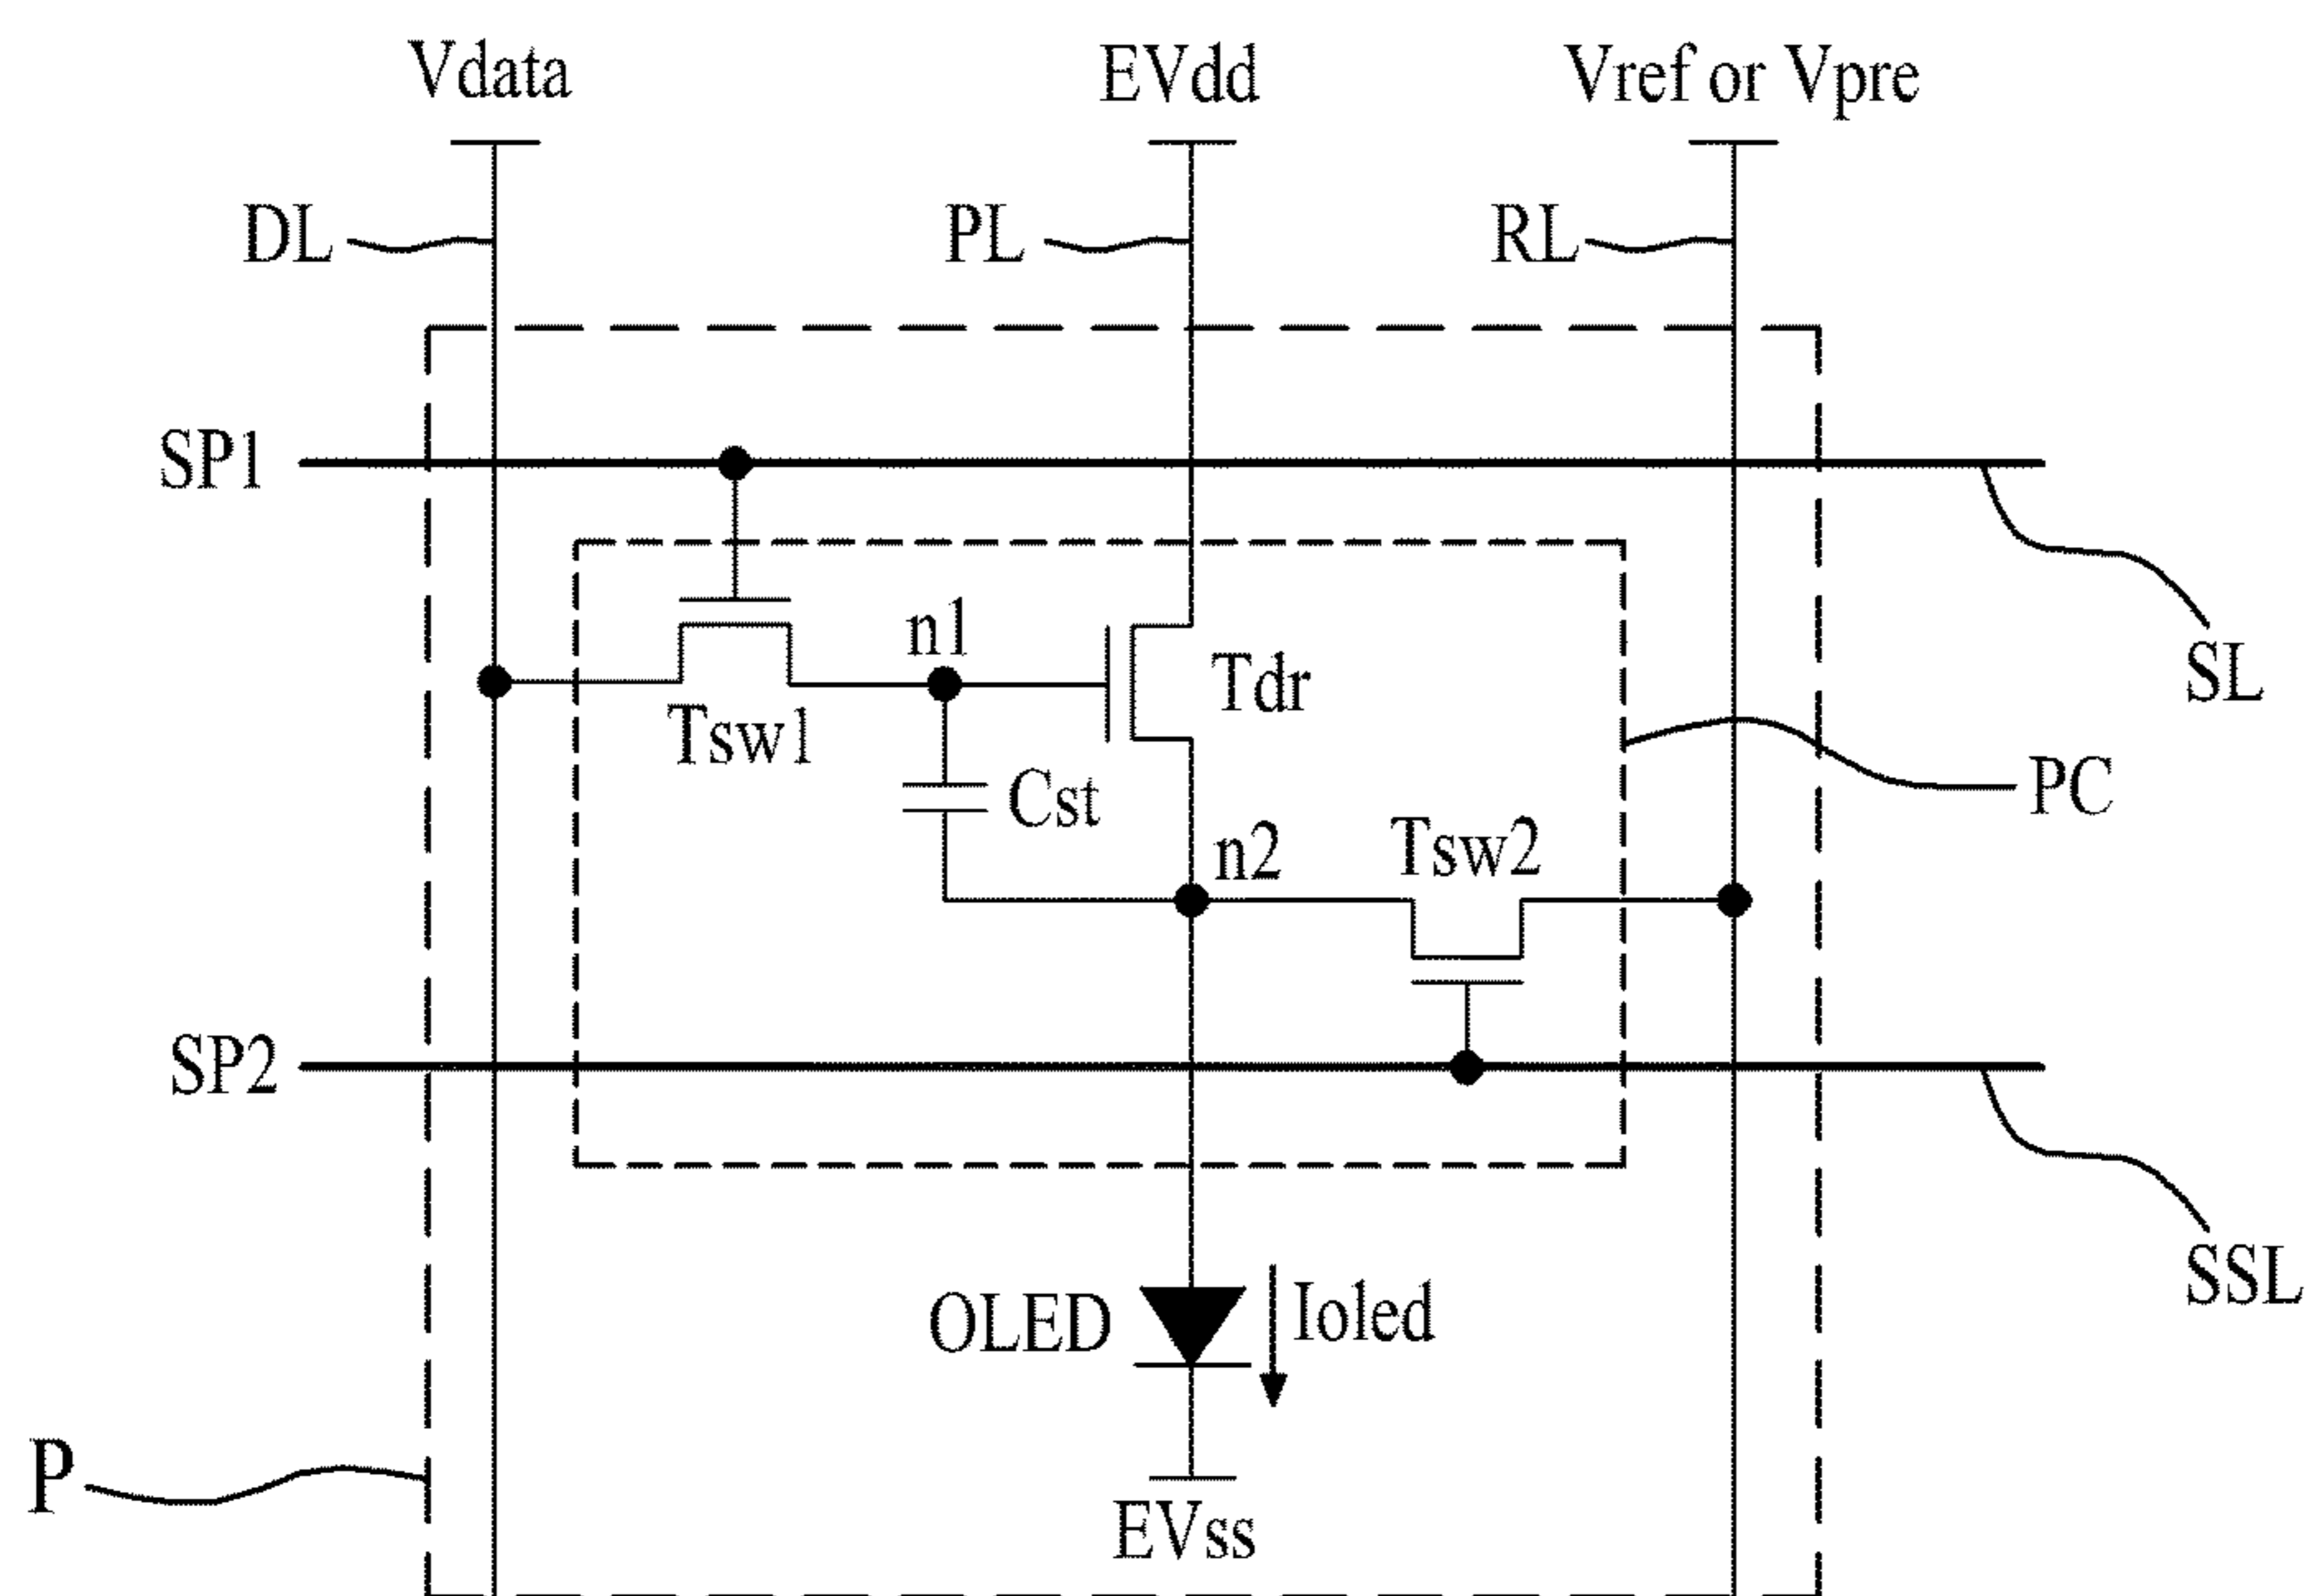 Vdata
EVdd
Vref or Vpre
DL
PL
RL
SP1
SL
n1
Tdr
Tsw1
PC
Cst
n2
Tsw2
SP2
SSL
OLED
Ioled
P
EVss